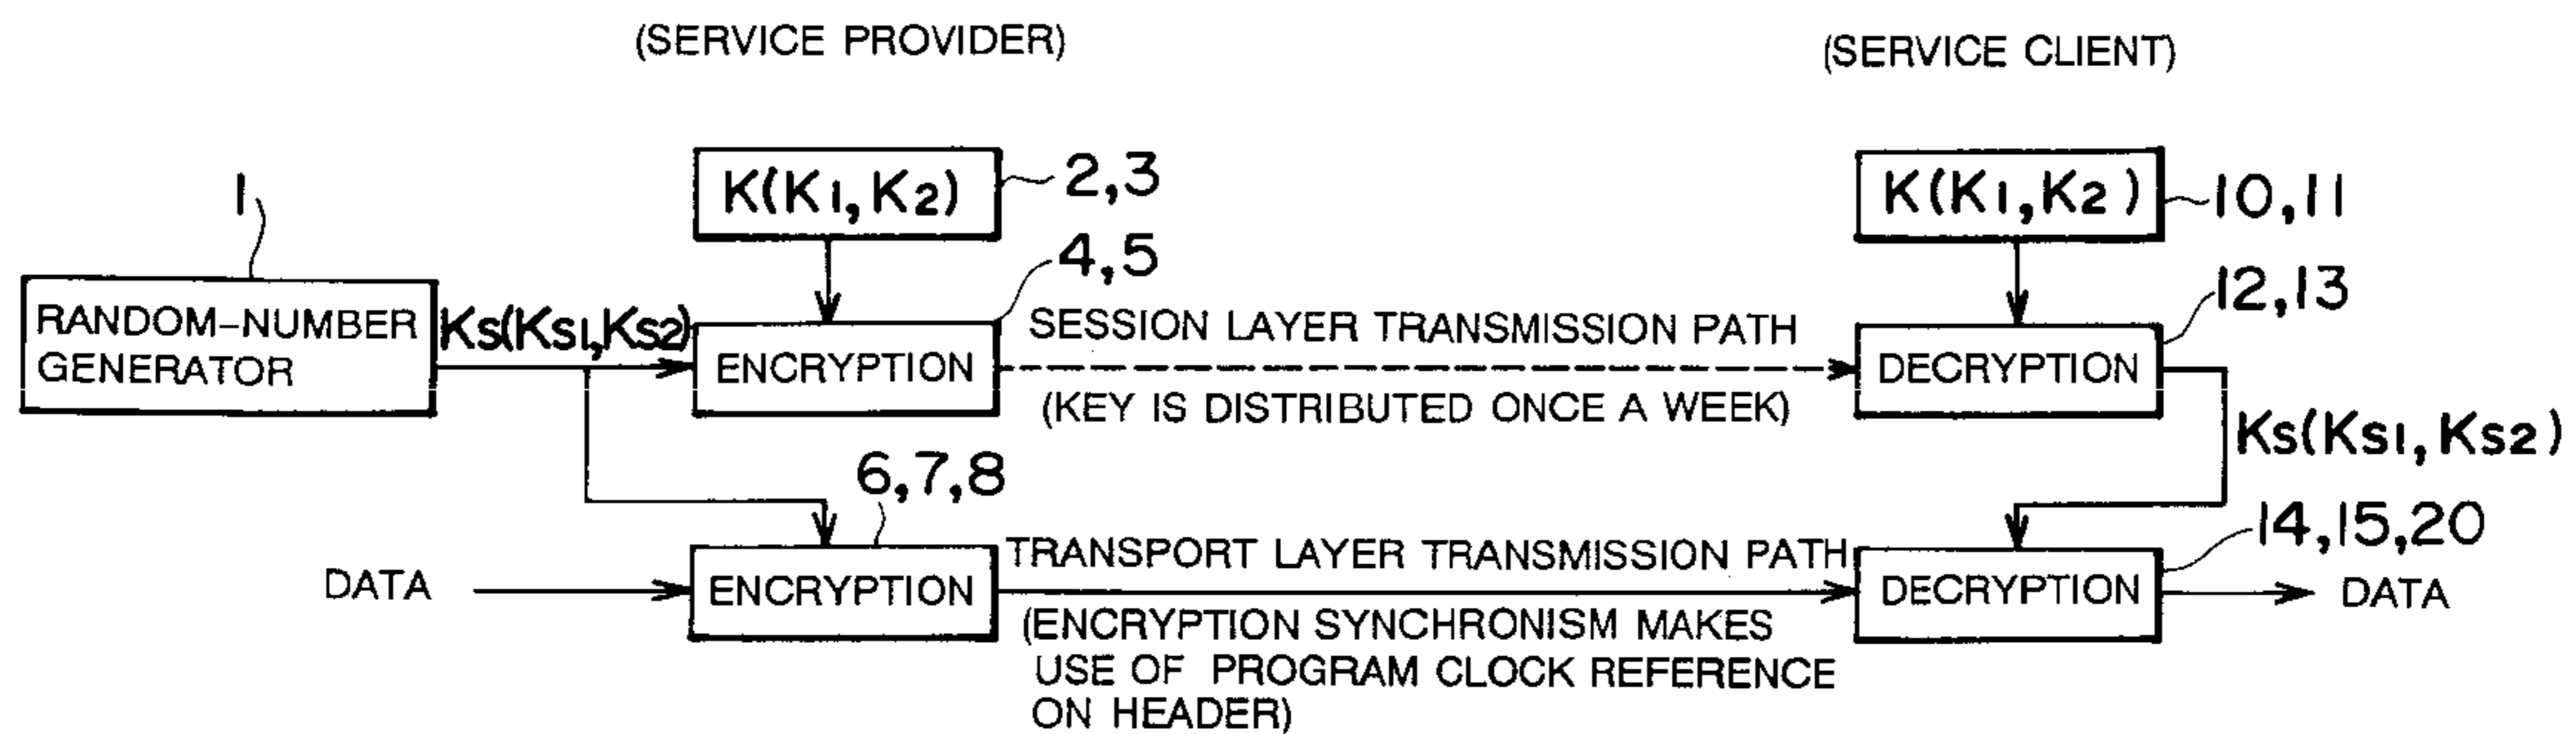 (SERVICE PROVIDER)
(SERVICE CLIENT)
1
K(K1,K2)
2,3
K(K1,K2)
10,11
4,5
12,13
RANDOM-NUMBER
GENERATOR
Ks(Ks1,Ks2)
ENCRYPTION
SESSION LAYER TRANSMISSION PATH
(KEY IS DISTRIBUTED ONCE A WEEK)
DECRYPTION
Ks(Ks1,Ks2)
6,7,8
14,15,20
DATA
ENCRYPTION
TRANSPORT LAYER TRANSMISSION PATH
(ENCRYPTION SYNCHRONISM MAKES
USE OF PROGRAM CLOCK REFERENCE
ON HEADER)
DECRYPTION
DATA